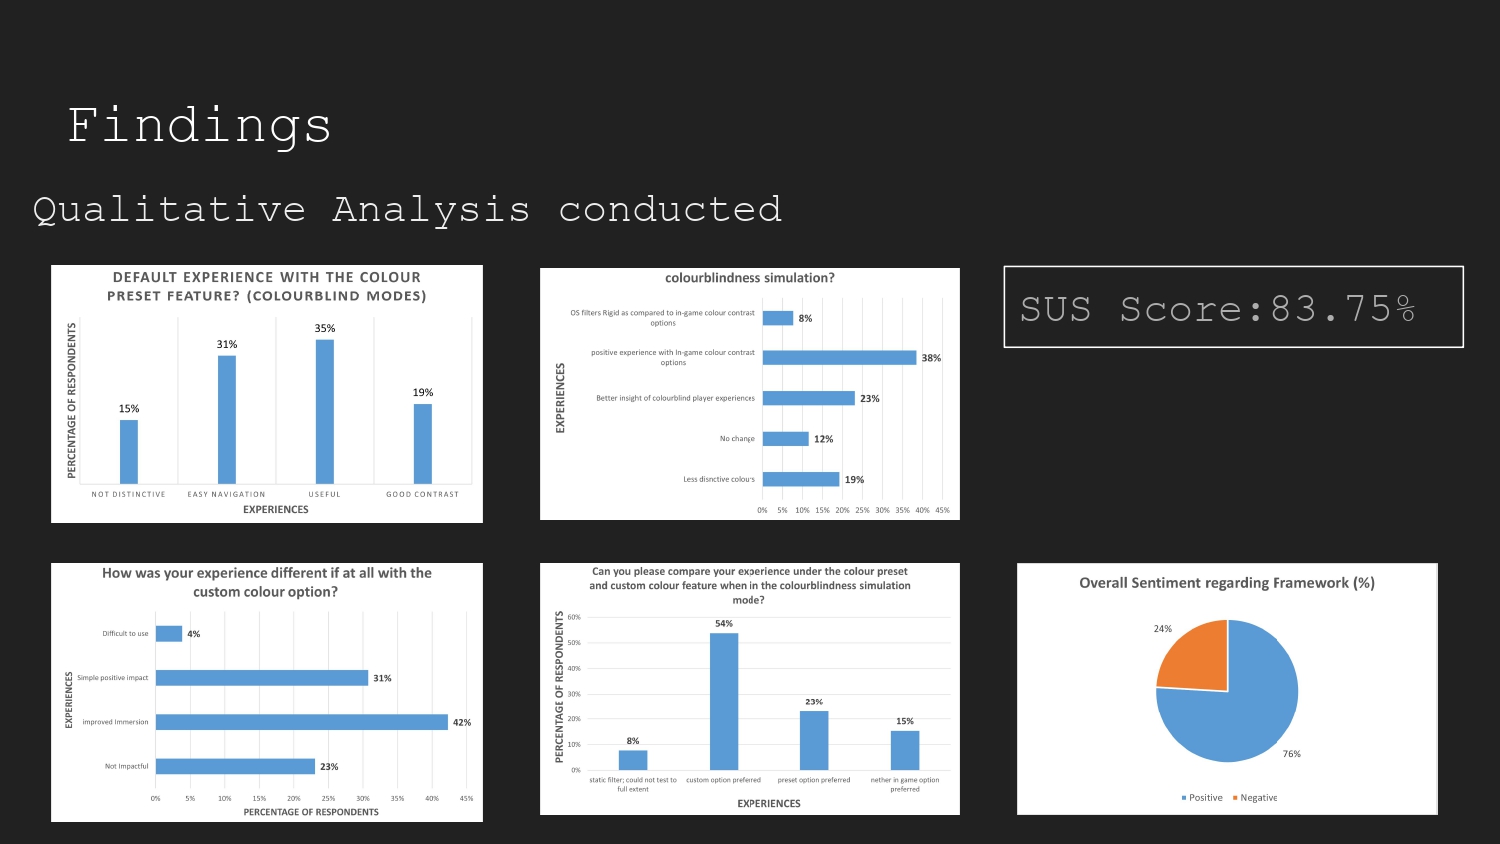 Findings
Qualitative Analysis conducted
DEFAULT EXPERIENCE WITH THE COLOUR
PRESET FEATURE? (COLOURBLIND MODES)
PERCENTAGE OF RESPONDENTS
15%
31%
35%
19%
NOT DISTINCTIVE
EASY NAVIGATION
USEFUL
GOOD CONTRAST
EXPERIENCES
colourblindness simulation?
EXPERIENCES
OS filters Rigid as compared to in-game colour contrast
options
8%
positive experience with In-game colour contrast
options
38%
Better insight of colourblind player experiences
23%
No change
12%
Less disnctive colours
19%
0% 5% 10% 15% 20% 25% 30% 35% 40% 45%
SUS Score:83.75%
How was your experience different if at all with the
custom colour option?
EXPERIENCES
Difficult to use
4%
Simple positive impact
31%
improved Immersion
42%
Not Impactful
23%
0% 5% 10% 15% 20% 25% 30% 35% 40% 45%
PERCENTAGE OF RESPONDENTS
Can you please compare your experience under the colour preset
and custom colour feature when in the colourblindness simulation
mode?
PERCENTAGE OF RESPONDENTS
60%
50%
40%
30%
20%
10%
0%
8%
54%
23%
15%
static filter; could not test to
full extent
custom option preferred
preset option preferred
nether in game option
preferred
EXPERIENCES
Overall Sentiment regarding Framework (%)
24%
76%
Positive Negative